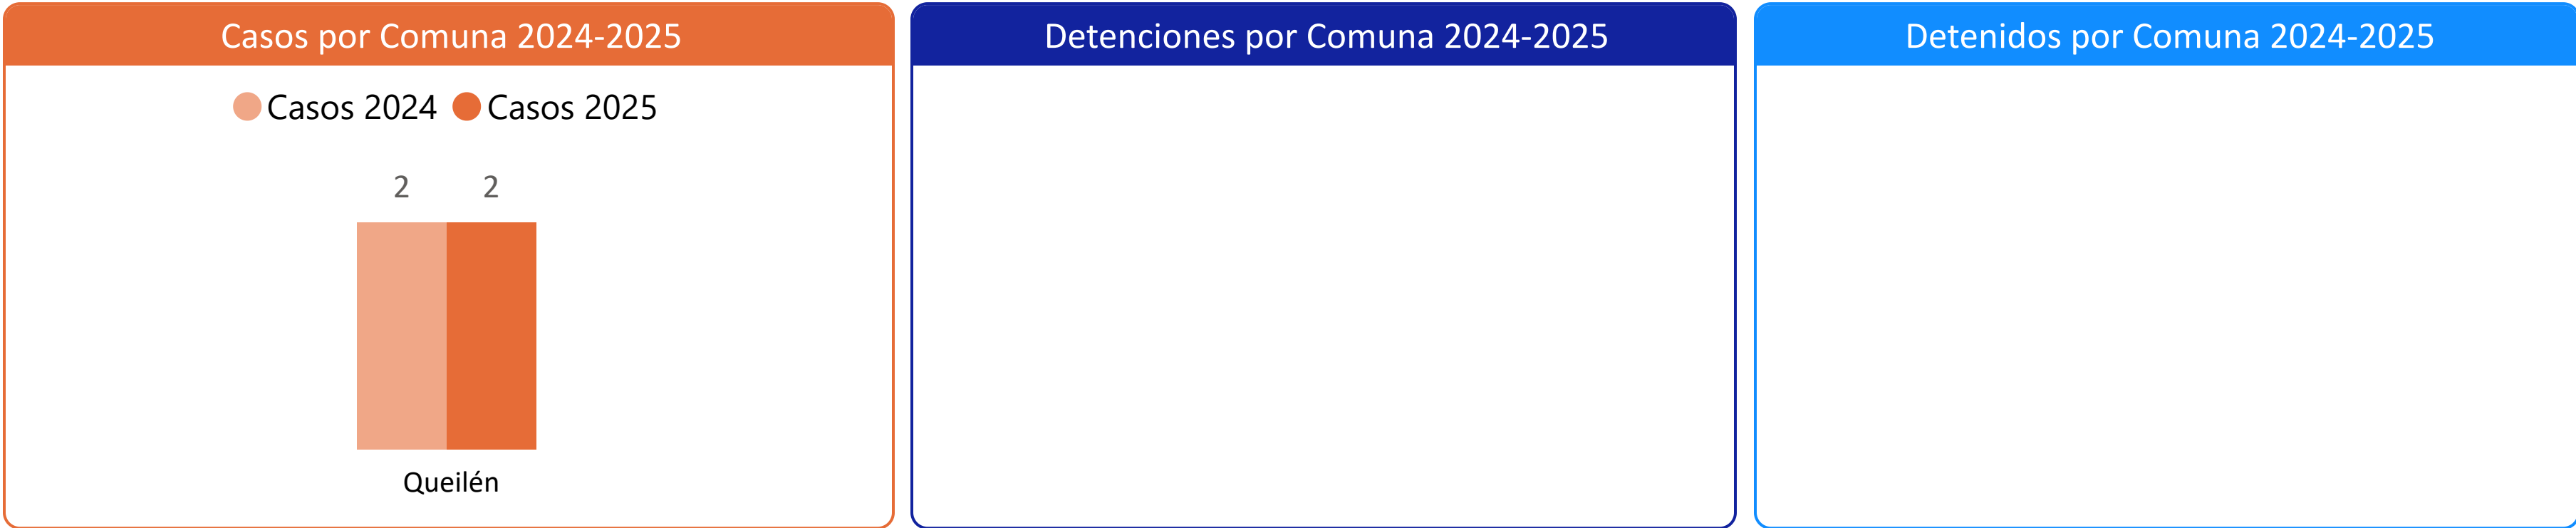 Casos por Comuna 2024-2025
Casos 2024 Casos 2025
2 2
Queilén
Detenciones por Comuna 2024-2025
Detenidos por Comuna 2024-2025